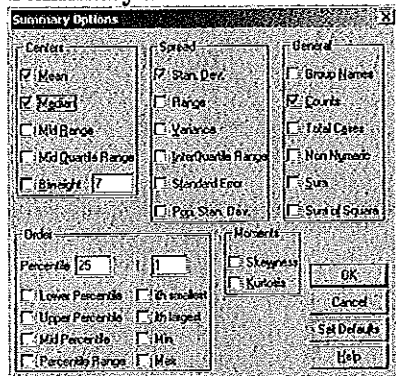 Summary Options
Centers
Mean
Median
Mid Range
Mid Quartile Range
Biweight 7
Spread
Stan. Dev.
Range
Variance
InterQuartile Range
Standard Error
Pop. Stan. Dev.
General
Group Names
Counts
Total Cases
Non Numeric
Sum
Sum of Square
Order
Percentile 25 1
Lower Percentile
Upper Percentile
Mid Percentile
Percentile Range
ith smallest
ith largest
Min
Max
Moments
Skewness
Kurtosis
OK
Cancel
Set Defaults
Help